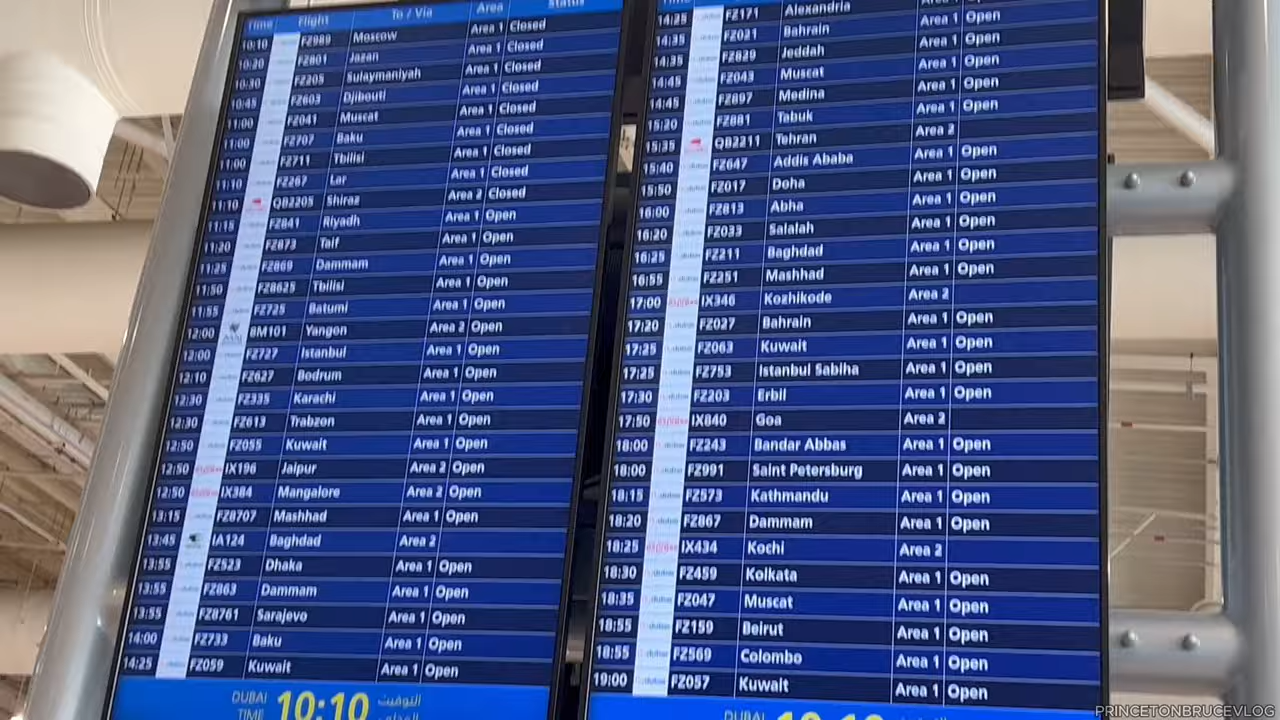 Time Flight To / Via Area Status
10:10 FZ989 Moscow Area 1 Closed
10:20 FZ801 Jazan Area 1 Closed
10:30 FZ205 Sulaymaniyah Area 1 Closed
10:45 FZ603 Djibouti Area 1 Closed
11:00 FZ041 Muscat Area 1 Closed
11:00 FZ707 Baku Area 1 Closed
11:00 FZ711 Tbilisi Area 1 Closed
11:10 FZ267 Lar Area 1 Closed
11:10 QB2205 Shiraz Area 2 Closed
11:15 FZ841 Riyadh Area 1 Open
11:20 FZ873 Taif Area 1 Open
11:25 FZ869 Dammam Area 1 Open
11:50 FZ8625 Tbilisi Area 1 Open
11:55 FZ725 Batumi Area 1 Open
12:00 8M101 Yangon Area 2 Open
12:00 FZ727 Istanbul Area 1 Open
12:10 FZ627 Bodrum Area 1 Open
12:30 FZ335 Karachi Area 1 Open
12:30 FZ613 Trabzon Area 1 Open
12:50 FZ055 Kuwait Area 1 Open
12:50 express IX196 Jaipur Area 2 Open
12:50 express IX384 Mangalore Area 2 Open
13:15 FZ8707 Mashhad Area 1 Open
13:45 IA124 Baghdad Area 2
13:55 FZ523 Dhaka Area 1 Open
13:55 FZ863 Dammam Area 1 Open
13:55 FZ8761 Sarajevo Area 1 Open
14:00 FZ733 Baku Area 1 Open
14:25 FZ059 Kuwait Area 1 Open
DUBAI TIME 10:10 التوقيت
14:25 FZ171 Alexandria Area 1 Open
14:35 FZ021 Bahrain Area 1 Open
14:35 FZ829 Jeddah Area 1 Open
14:45 FZ043 Muscat Area 1 Open
14:45 FZ897 Medina Area 1 Open
15:20 FZ881 Tabuk Area 1 Open
15:35 QB2211 Tehran Area 2
15:40 FZ647 Addis Ababa Area 1 Open
15:50 FZ017 Doha Area 1 Open
16:00 FZ813 Abha Area 1 Open
16:20 FZ033 Salalah Area 1 Open
16:25 FZ211 Baghdad Area 1 Open
16:55 FZ251 Mashhad Area 1 Open
17:00 express IX346 Kozhikode Area 2
17:20 FZ027 Bahrain Area 1 Open
17:25 FZ063 Kuwait Area 1 Open
17:25 FZ753 Istanbul Sabiha Area 1 Open
17:30 FZ203 Erbil Area 1 Open
17:50 express IX840 Goa Area 2
18:00 FZ243 Bandar Abbas Area 1 Open
18:00 FZ991 Saint Petersburg Area 1 Open
18:15 FZ573 Kathmandu Area 1 Open
18:20 FZ867 Dammam Area 1 Open
18:25 express IX434 Kochi Area 2
18:30 FZ459 Kolkata Area 1 Open
18:35 FZ047 Muscat Area 1 Open
18:55 FZ159 Beirut Area 1 Open
18:55 FZ569 Colombo Area 1 Open
19:00 FZ057 Kuwait Area 1 Open
DUBAI 10:10
PRINCETONBRUCEVLOG